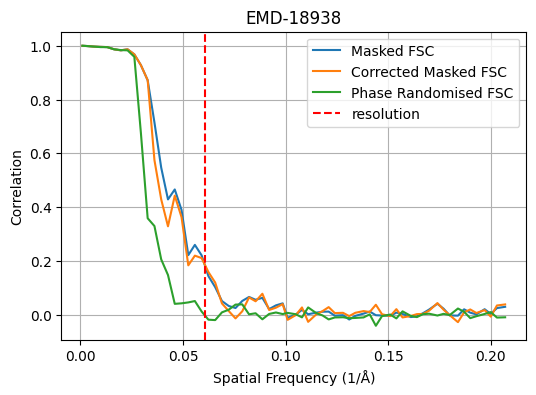 EMD-18938
Masked FSC
Corrected Masked FSC
Phase Randomised FSC
resolution
Correlation
1.0
0.8
0.6
0.4
0.2
0.0
0.00 0.05 0.10 0.15 0.20
Spatial Frequency (1/Å)